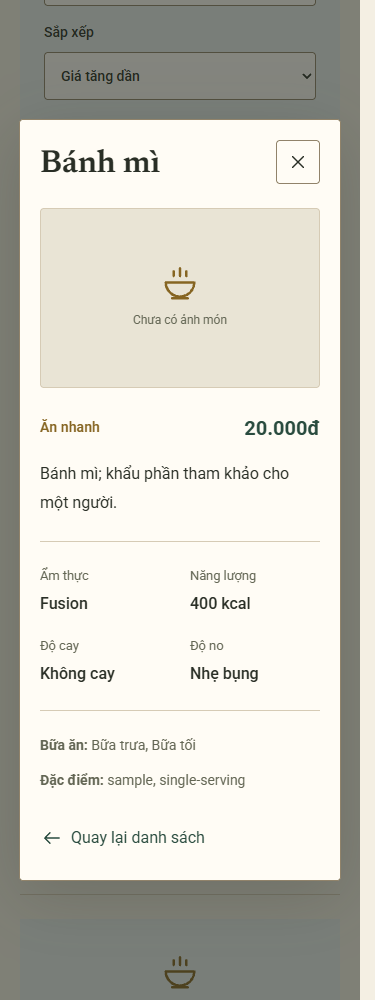 Sắp xếp
Giá tăng dần
Bánh mì
Chưa có ảnh món
Ăn nhanh
20.000đ
Bánh mì; khẩu phần tham khảo cho
một người.
Ẩm thực
Năng lượng
Fusion
400 kcal
Độ cay
Độ no
Không cay
Nhẹ bụng
Bữa ăn: Bữa trưa, Bữa tối
Đặc điểm: sample, single-serving
Quay lại danh sách